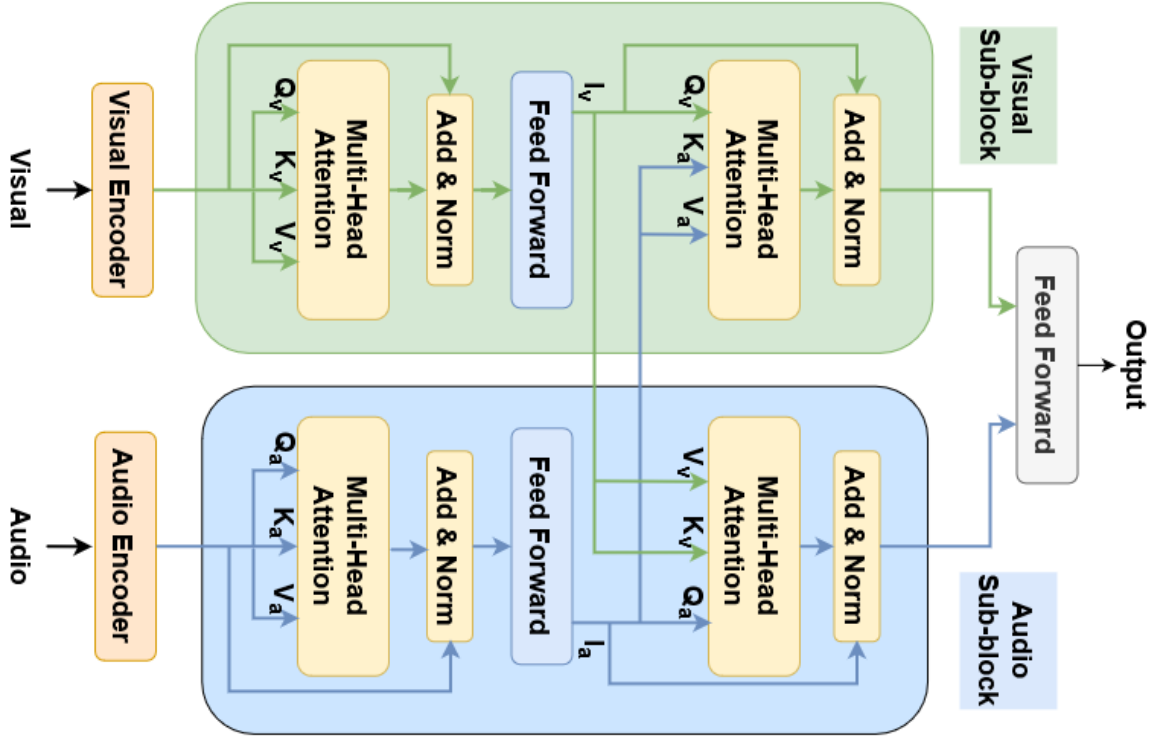 Output
Feed Forward
Visual
Sub-block
Audio
Sub-block
Add & Norm
Add & Norm
Multi-Head
Attention
Multi-Head
Attention
Qv Ka Va
Vv Kv Qa
Iv
Ia
Feed Forward
Feed Forward
Add & Norm
Add & Norm
Multi-Head
Attention
Multi-Head
Attention
Qv Kv Vv
Qa Ka Va
Visual Encoder
Audio Encoder
Visual
Audio